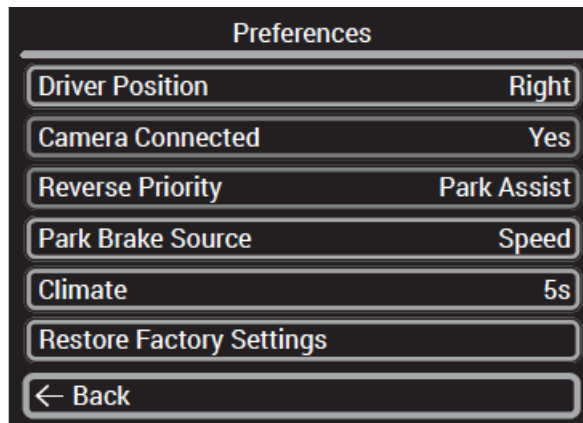 Preferences
Driver Position Right
Camera Connected Yes
Reverse Priority Park Assist
Park Brake Source Speed
Climate 5s
Restore Factory Settings
← Back